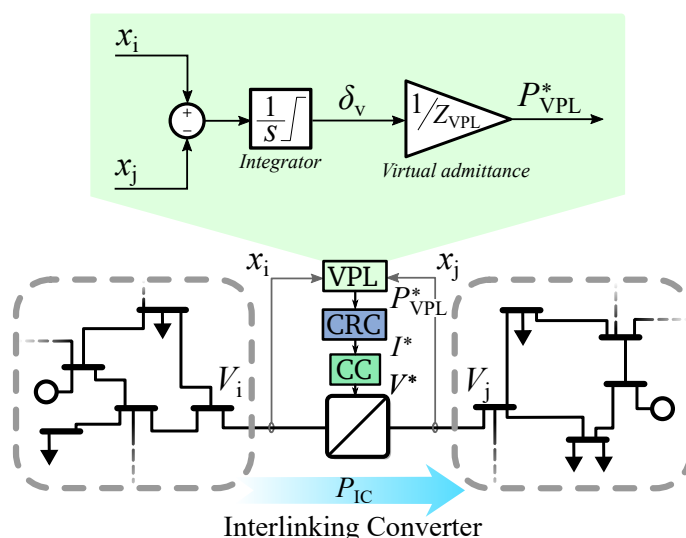 x_i
+
−
1/s
δ_v
1/Z_VPL
P*_VPL
x_j
Integrator
Virtual admittance
x_i
VPL
x_j
P*_VPL
CRC
I*
CC
V*
V_i
V_j
P_IC
Interlinking Converter